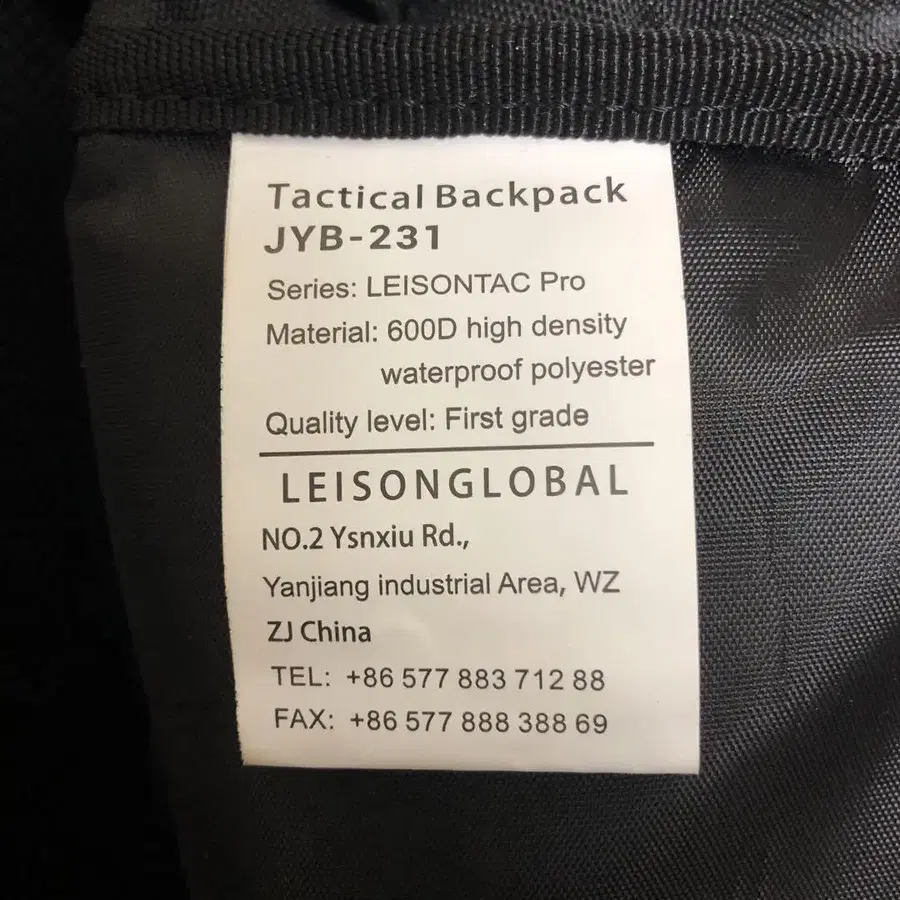 Tactical Backpack
JYB-231
Series: LEISONTAC Pro
Material: 600D high density
waterproof polyester
Quality level: First grade
LEISONGLOBAL
NO.2 Ysnxiu Rd.,
Yanjiang industrial Area, WZ
ZJ China
TEL: +86 577 883 712 88
FAX: +86 577 888 388 69